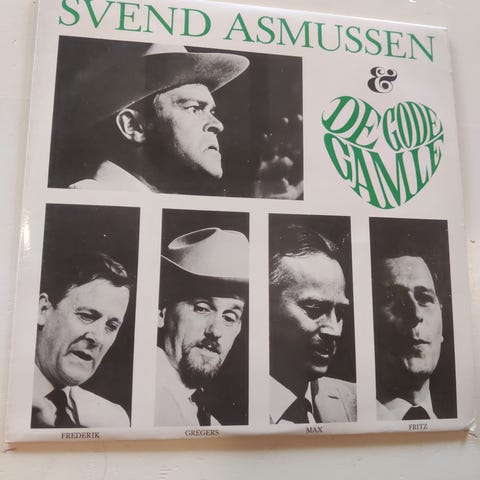 SVEND ASMUSSEN
&
DE GODE
GAMLE
FREDERIK
GREGERS
MAX
FRITZ